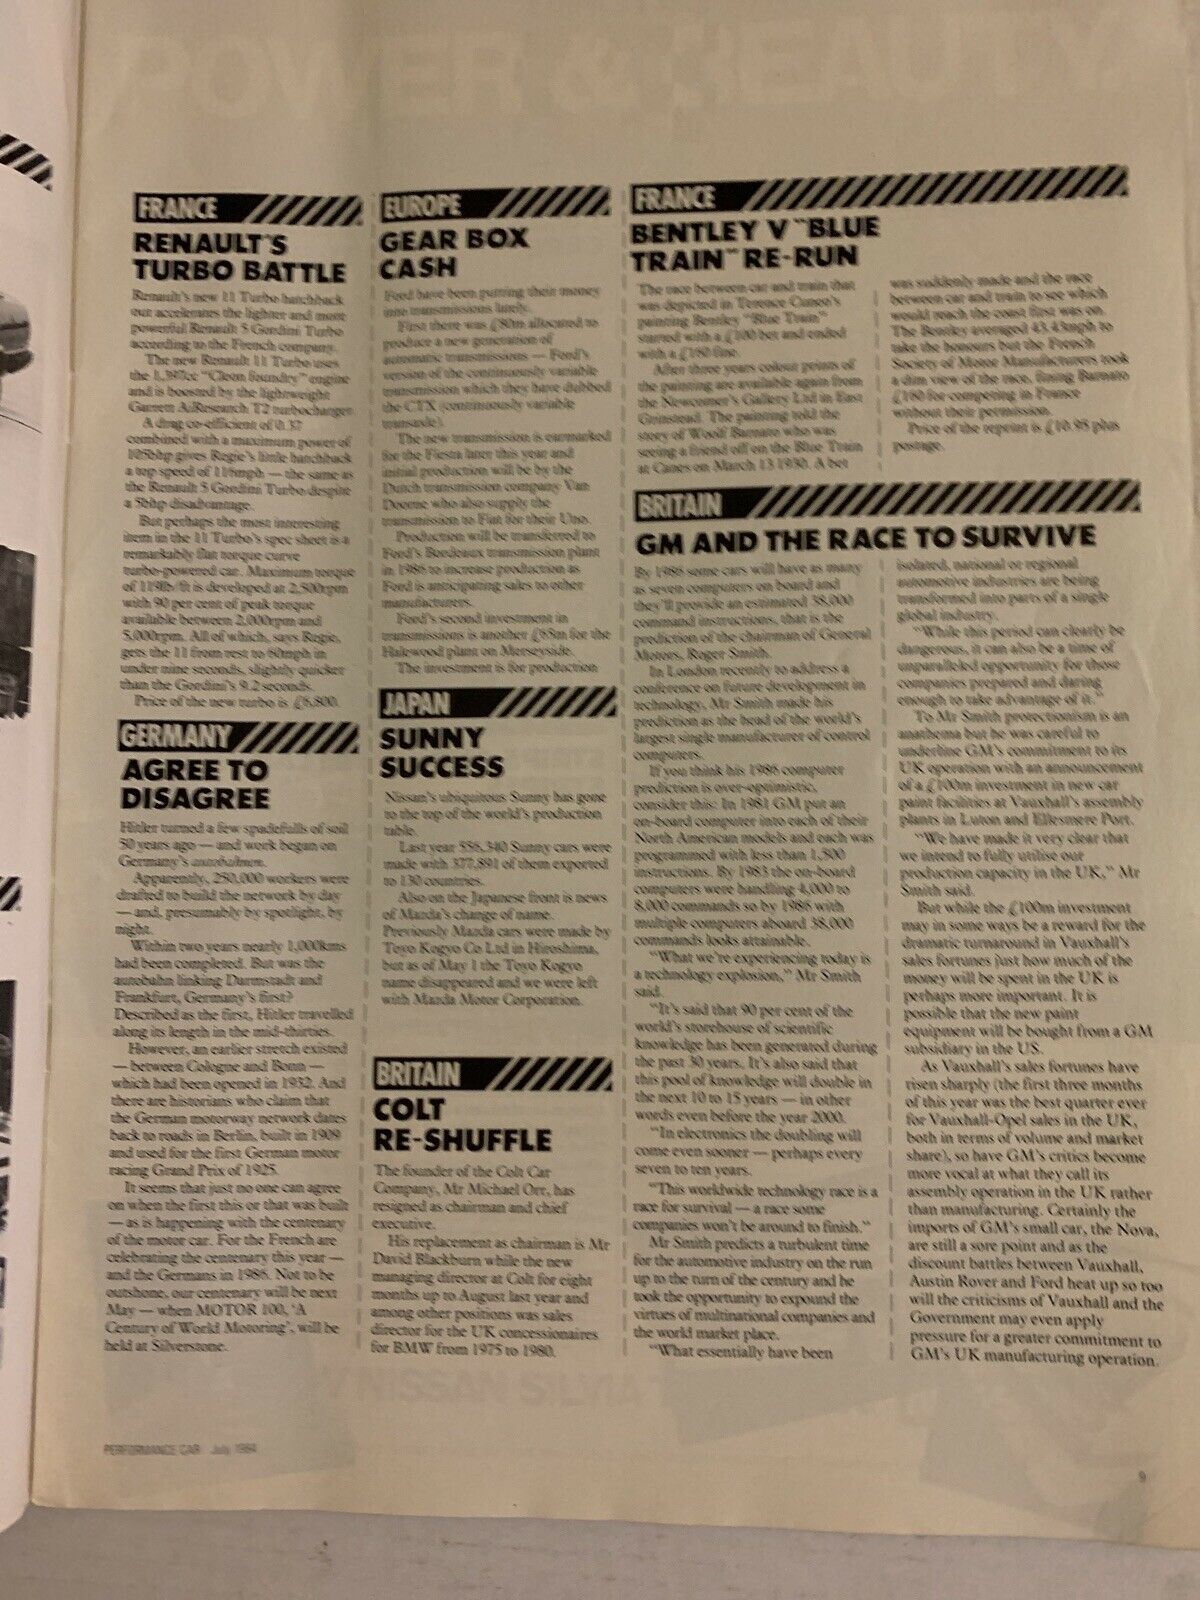 FRANCE
RENAULT'S
TURBO BATTLE
Renault's new 11 Turbo hatchback
out accelerates the lighter and more
powerful Renault 5 Gordini Turbo
according to the French company.
The new Renault 11 Turbo uses
the 1,397cc "Cleon foundry" engine
and is boosted by the lightweight
Garrett AiResearch T2 turbocharger.
A drag co-efficient of 0.37
combined with a maximum power of
105bhp gives Regie's little hatchback
a top speed of 116mph — the same as
the Renault 5 Gordini Turbo despite
a 5bhp disadvantage.
But perhaps the most interesting
item in the 11 Turbo's spec sheet is a
remarkably flat torque curve
turbo-powered car. Maximum torque
of 119lb/ft is developed at 2,500rpm
with 90 per cent of peak torque
available between 2,000rpm and
5,000rpm. All of which, says Regie,
gets the 11 from rest to 60mph in
under nine seconds, slightly quicker
than the Gordini's 9.2 seconds.
Price of the new turbo is £6,800.
GERMANY
AGREE TO
DISAGREE
Hitler turned a few spadefulls of soil
50 years ago — and work began on
Germany's autobahnen.
Apparently, 250,000 workers were
drafted to build the network by day
— and, presumably by spotlight, by
night.
Within two years nearly 1,000kms
had been completed. But was the
autobahn linking Darmstadt and
Frankfurt, Germany's first?
Described as the first, Hitler travelled
along its length in the mid-thirties.
However, an earlier stretch existed
— between Cologne and Bonn —
which had been opened in 1932. And
there are historians who claim that
the German motorway network dates
back to roads in Berlin, built in 1909
and used for the first German motor
racing Grand Prix of 1925.
It seems that just no one can agree
on when the first this or that was built
— as is happening with the centenary
of the motor car. For the French are
celebrating the centenary this year —
and the Germans in 1986. Not to be
outshone, our centenary will be next
May — when MOTOR 100, 'A
Century of World Motoring', will be
held at Silverstone.
EUROPE
GEAR BOX
CASH
Ford have been putting their money
into transmissions lately.
First there was £80m allocated to
produce a new generation of
automatic transmissions — Ford's
version of the continuously variable
transmission which they have dubbed
the CTX (continuously variable
transaxle).
The new transmission is earmarked
for the Fiesta later this year and
initial production will be by the
Dutch transmission company Van
Doorne who also supply the
transmission to Fiat for their Uno.
Production will be transferred to
Ford's Bordeaux transmission plant
in 1986 to increase production as
Ford is anticipating sales to other
manufacturers.
Ford's second investment in
transmissions is another £65m for the
Halewood plant on Merseyside.
The investment is for production
JAPAN
SUNNY
SUCCESS
Nissan's ubiquitous Sunny has gone
to the top of the world's production
table.
Last year 556,340 Sunny cars were
made with 377,891 of them exported
to 130 countries.
Also on the Japanese front is news
of Mazda's change of name.
Previously Mazda cars were made by
Toyo Kogyo Co Ltd in Hiroshima,
but as of May 1 the Toyo Kogyo
name disappeared and we were left
with Mazda Motor Corporation.
BRITAIN
COLT
RE-SHUFFLE
The founder of the Colt Car
Company, Mr Michael Orr, has
resigned as chairman and chief
executive.
His replacement as chairman is Mr
David Blackburn while the new
managing director at Colt for eight
months up to August last year and
among other positions was sales
director for the UK concessionaires
for BMW from 1975 to 1980.
FRANCE
BENTLEY V "BLUE
TRAIN" RE-RUN
The race between car and train that
was depicted in Terence Cuneo's
painting Bentley "Blue Train"
started with a £100 bet and ended
with a £160 fine.
After three years colour prints of
the painting are available again from
the Newcomer's Gallery Ltd in East
Grinstead. The painting told the
story of Woolf Barnato who was
seeing a friend off on the Blue Train
at Canes on March 13 1930. A bet
was suddenly made and the race
between car and train to see which
would reach the coast first was on.
The Bentley averaged 43.43mph to
take the honours but the French
Society of Motor Manufacturers took
a dim view of the race, fining Barnato
£160 for competing in France
without their permission.
Price of the reprint is £10.95 plus
postage.
BRITAIN
GM AND THE RACE TO SURVIVE
By 1986 some cars will have as many
as seven computers on board and
they'll provide an estimated 38,000
command instructions, that is the
prediction of the chairman of General
Motors, Roger Smith.
In London recently to address a
conference on future development in
technology, Mr Smith made his
prediction as the head of the world's
largest single manufacturer of control
computers.
If you think his 1986 computer
prediction is over-optimistic,
consider this: In 1981 GM put an
on-board computer into each of their
North American models and each was
programmed with less than 1,500
instructions. By 1983 the on-board
computers were handling 4,000 to
8,000 commands so by 1986 with
multiple computers aboard 38,000
commands looks attainable.
"What we're experiencing today is
a technology explosion," Mr Smith
said.
"It's said that 90 per cent of the
world's storehouse of scientific
knowledge has been generated during
the past 30 years. It's also said that
this pool of knowledge will double in
the next 10 to 15 years — in other
words even before the year 2000.
"In electronics the doubling will
come even sooner — perhaps every
seven to ten years.
"This worldwide technology race is a
race for survival — a race some
companies won't be around to finish."
Mr Smith predicts a turbulent time
for the automotive industry on the run
up to the turn of the century and he
took the opportunity to expound the
virtues of multinational companies and
the world market place.
"What essentially have been
isolated, national or regional
automotive industries are being
transformed into parts of a single
global industry.
"While this period can clearly be
dangerous, it can also be a time of
unparalleled opportunity for those
companies prepared and daring
enough to take advantage of it."
To Mr Smith protectionism is an
anathema but he was careful to
underline GM's commitment to its
UK operation with an announcement
of a £100m investment in new car
paint facilities at Vauxhall's assembly
plants in Luton and Ellesmere Port.
"We have made it very clear that
we intend to fully utilise our
production capacity in the UK," Mr
Smith said.
But while the £100m investment
may in some ways be a reward for the
dramatic turnaround in Vauxhall's
sales fortunes just how much of the
money will be spent in the UK is
perhaps more important. It is
possible that the new paint
equipment will be bought from a GM
subsidiary in the US.
As Vauxhall's sales fortunes have
risen sharply (the first three months
of this year was the best quarter ever
for Vauxhall-Opel sales in the UK,
both in terms of volume and market
share), so have GM's critics become
more vocal at what they call its
assembly operation in the UK rather
than manufacturing. Certainly the
imports of GM's small car, the Nova,
are still a sore point and as the
discount battles between Vauxhall,
Austin Rover and Ford heat up so too
will the criticisms of Vauxhall and the
Government may even apply
pressure for a greater commitment to
GM's UK manufacturing operation.
PERFORMANCE CAR July 1984
9